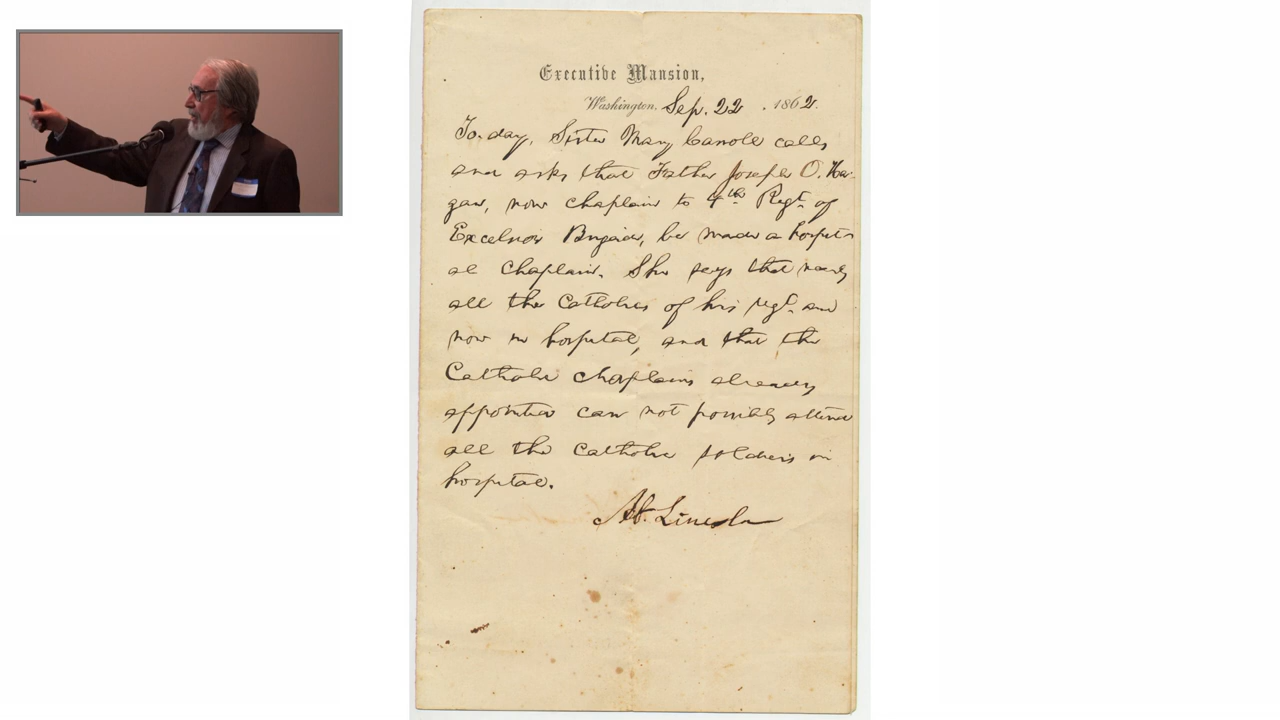 Executive Mansion,
Washington, Sep. 22, 1862.
To-day, Sister Mary Carroll calls
and asks that Father Joseph O. Ha-
gan, now chaplain to 4th Regt. of
Excelsior Brigade, be made a hospit-
al chaplain. She says that nearly
all the Catholics of his regt. are
now in hospital, and that the
Catholic chaplains already
appointed can not possibly attend
all the Catholic soldiers in
hospital.
A. Lincoln